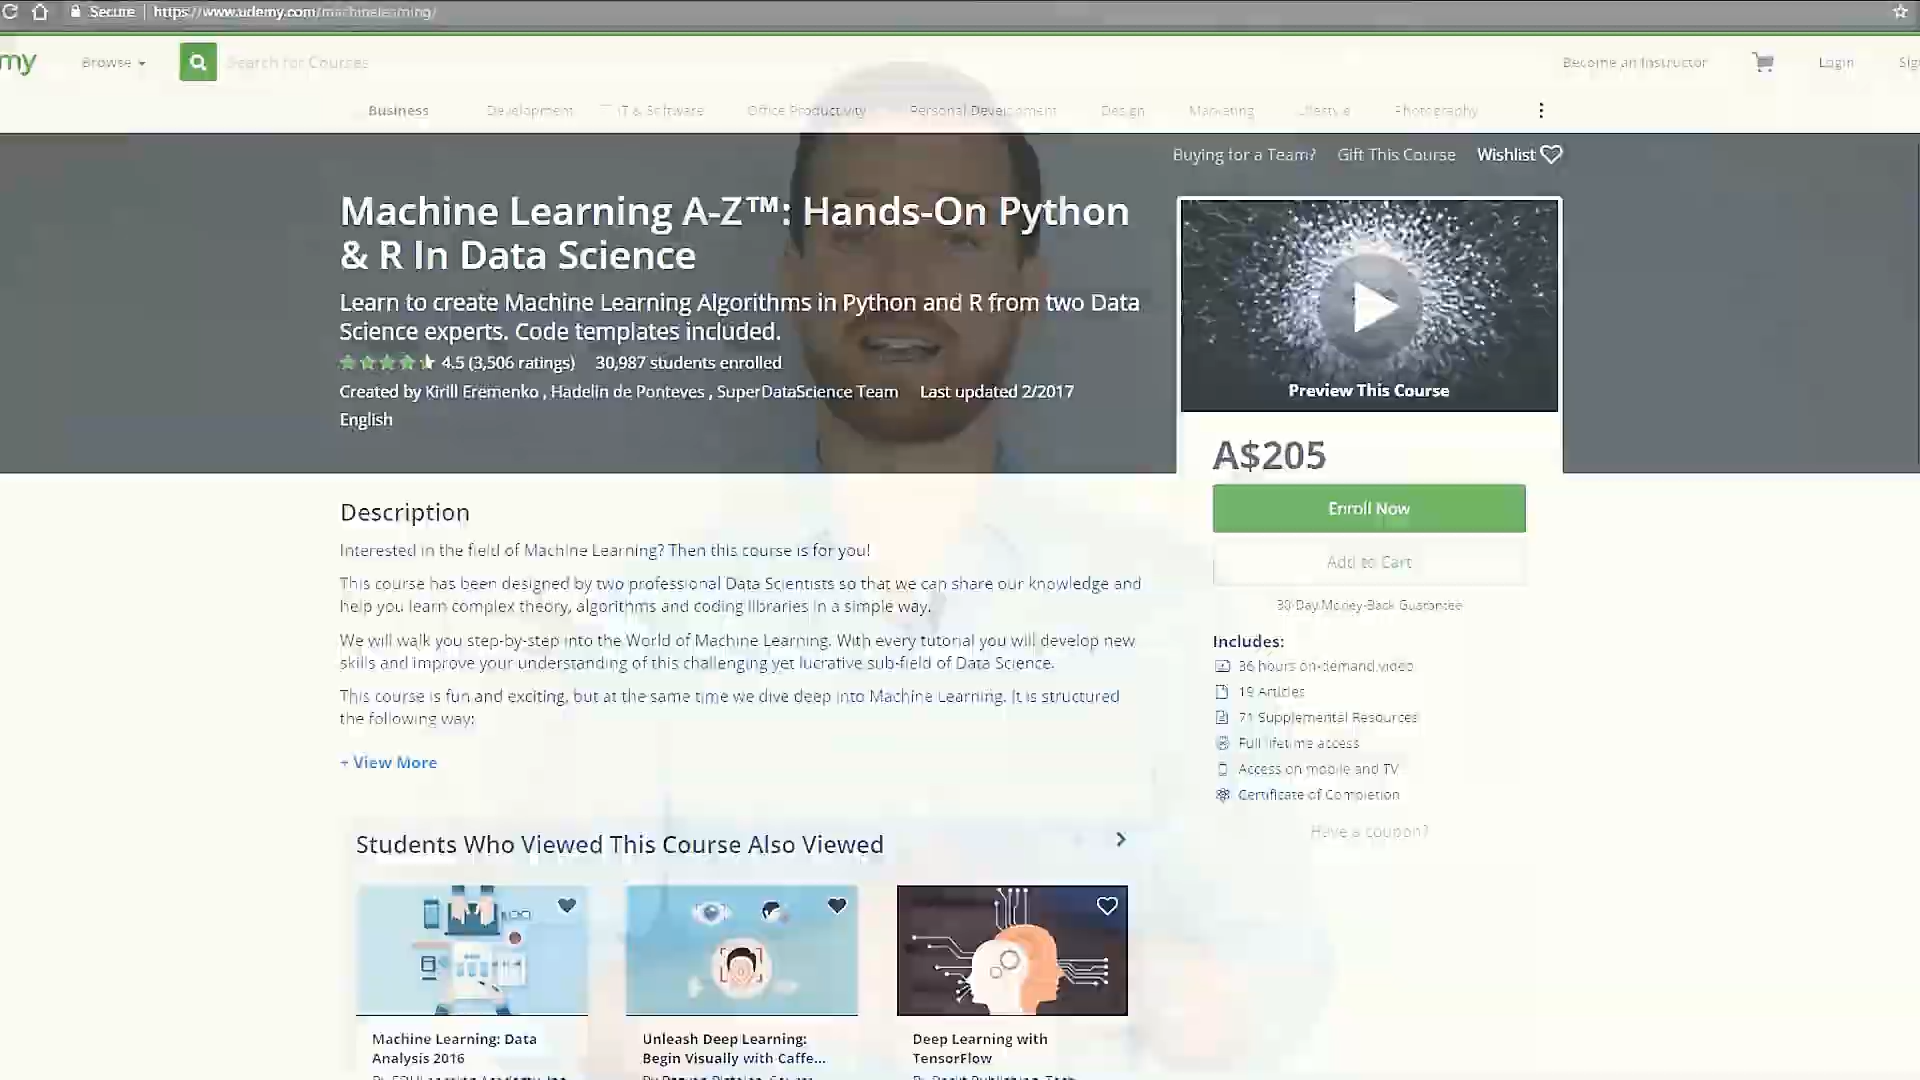 Secure | https://www.udemy.com/machinelearning/
my Browse Search for Courses Become an Instructor Login
Business Development IT & Software Office Productivity Personal Development Design Marketing Lifestyle Photography
Buying for a Team? Gift This Course Wishlist
Machine Learning A-Z™: Hands-On Python
& R In Data Science
Learn to create Machine Learning Algorithms in Python and R from two Data
Science experts. Code templates included.
4.5 (3,506 ratings) 30,987 students enrolled
Created by Kirill Eremenko , Hadelin de Ponteves , SuperDataScience Team Last updated 2/2017
English
Preview This Course
A$205
Enroll Now
Add to Cart
30-Day Money-Back Guarantee
Includes:
36 hours on-demand video
19 Articles
71 Supplemental Resources
Full lifetime access
Access on mobile and TV
Certificate of Completion
Have a coupon?
Description
Interested in the field of Machine Learning? Then this course is for you!
This course has been designed by two professional Data Scientists so that we can share our knowledge and
help you learn complex theory, algorithms and coding libraries in a simple way.
We will walk you step-by-step into the World of Machine Learning. With every tutorial you will develop new
skills and improve your understanding of this challenging yet lucrative sub-field of Data Science.
This course is fun and exciting, but at the same time we dive deep into Machine Learning. It is structured
the following way:
+ View More
Students Who Viewed This Course Also Viewed
Machine Learning: Data
Analysis 2016
Unleash Deep Learning:
Begin Visually with Caffe...
Deep Learning with
TensorFlow